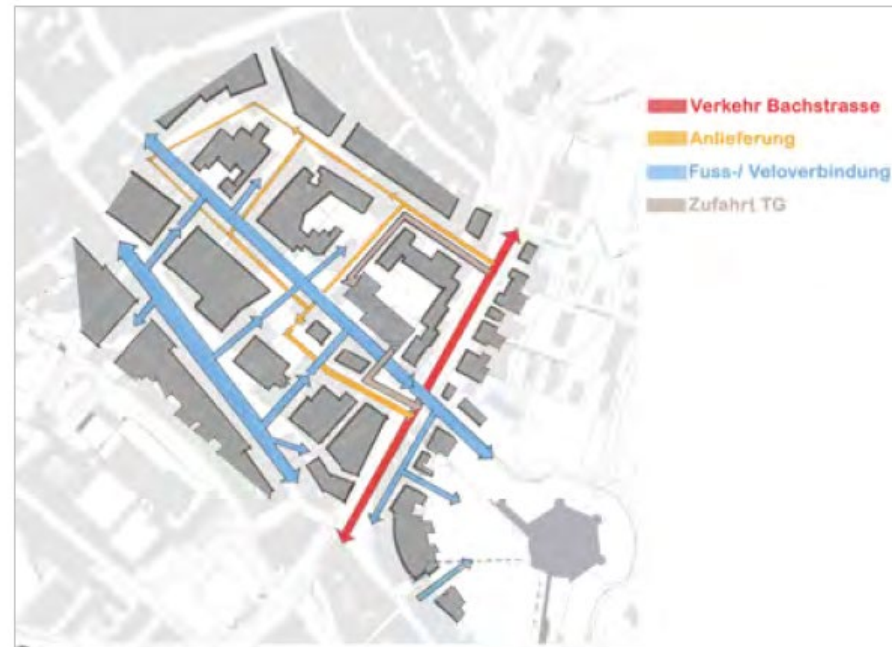 Verkehr Bachstrasse
Anlieferung
Fuss-/ Veloverbindung
Zufahrt TG